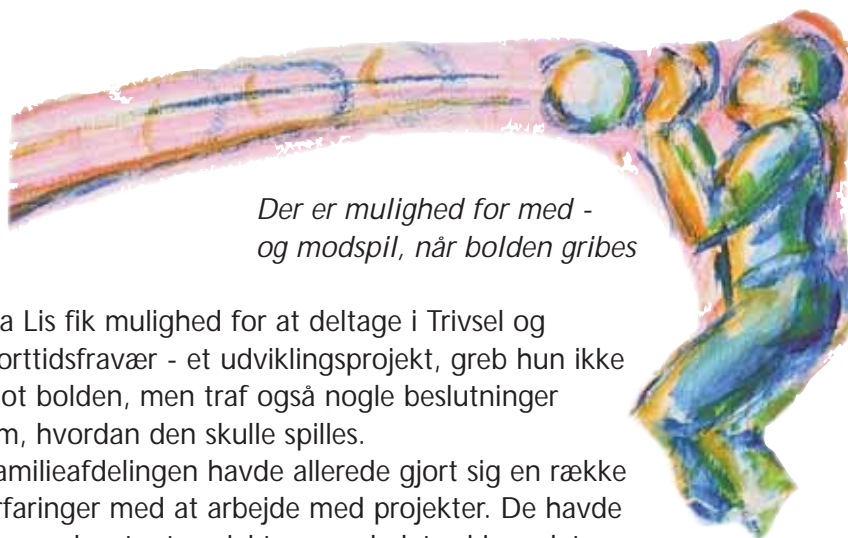 Der er mulighed for med -
og modspil, når bolden gribes
a Lis fik mulighed for at deltage i Trivsel og
orttidsfravær - et udviklingsprojekt, greb hun ikke
ot bolden, men traf også nogle beslutninger
m, hvordan den skulle spilles.
amilieafdelingen havde allerede gjort sig en række
rfaringer med at arbejde med projekter. De havde